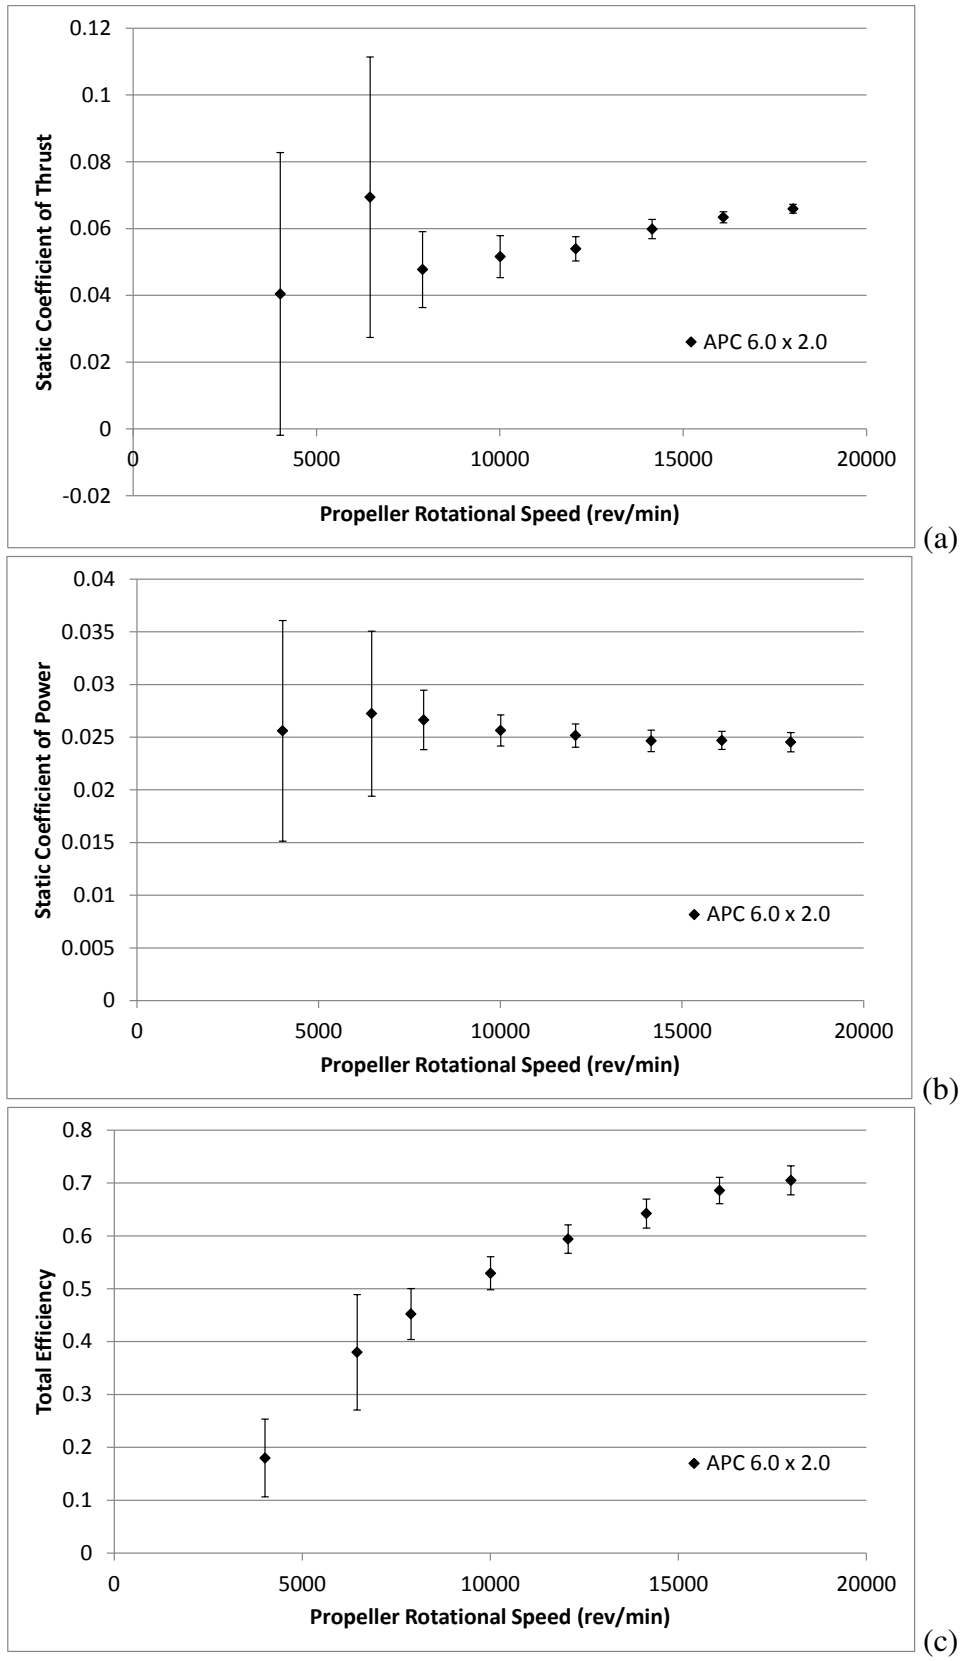 0.12
0.1
0.08
0.06
0.04
0.02
0
-0.02
Static Coefficient of Thrust
0 5000 10000 15000 20000
Propeller Rotational Speed (rev/min)
APC 6.0 x 2.0
(a)
0.04
0.035
0.03
0.025
0.02
0.015
0.01
0.005
0
Static Coefficient of Power
0 5000 10000 15000 20000
Propeller Rotational Speed (rev/min)
APC 6.0 x 2.0
(b)
0.8
0.7
0.6
0.5
0.4
0.3
0.2
0.1
0
Total Efficiency
0 5000 10000 15000 20000
Propeller Rotational Speed (rev/min)
APC 6.0 x 2.0
(c)